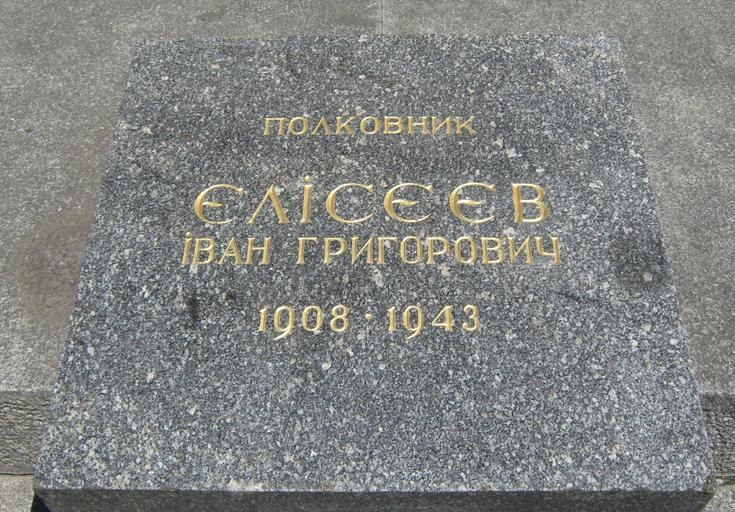 ПОЛКОВНИК
ЄЛІСЄЄВ
ІВАН ГРИГОРОВИЧ
1908 · 1943